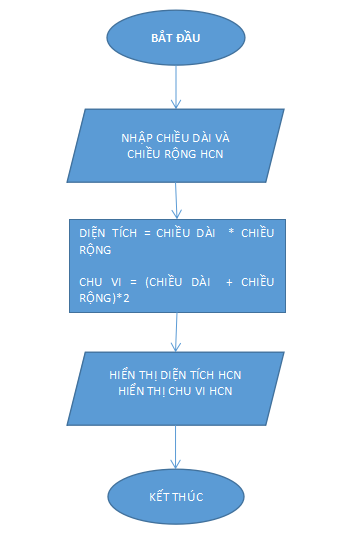 BẮT ĐẦU
NHẬP CHIỀU DÀI VÀ
CHIỀU RỘNG HCN
DIỆN TÍCH = CHIỀU DÀI * CHIỀU
RỘNG
CHU VI = (CHIỀU DÀI + CHIỀU
RỘNG)*2
HIỂN THỊ DIỆN TÍCH HCN
HIỂN THỊ CHU VI HCN
KẾT THÚC